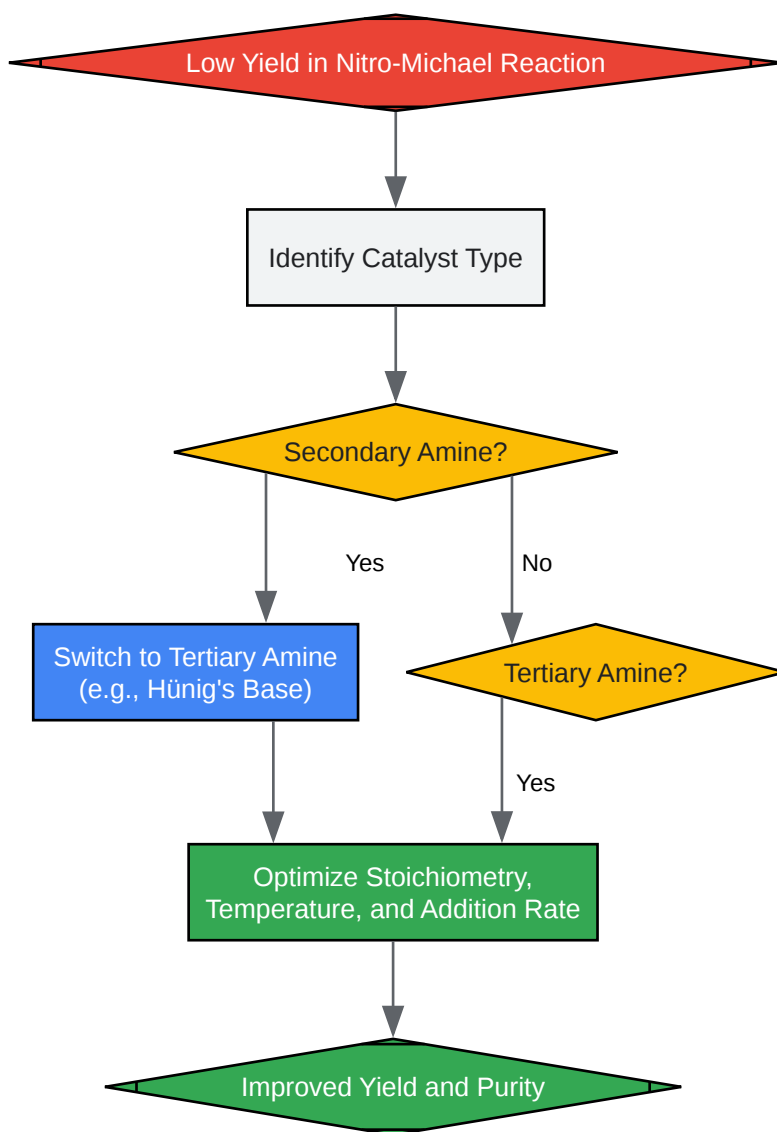 Low Yield in Nitro-Michael Reaction
Identify Catalyst Type
Secondary Amine?
Yes
No
Switch to Tertiary Amine
(e.g., Hünig's Base)
Tertiary Amine?
Yes
Optimize Stoichiometry,
Temperature, and Addition Rate
Improved Yield and Purity